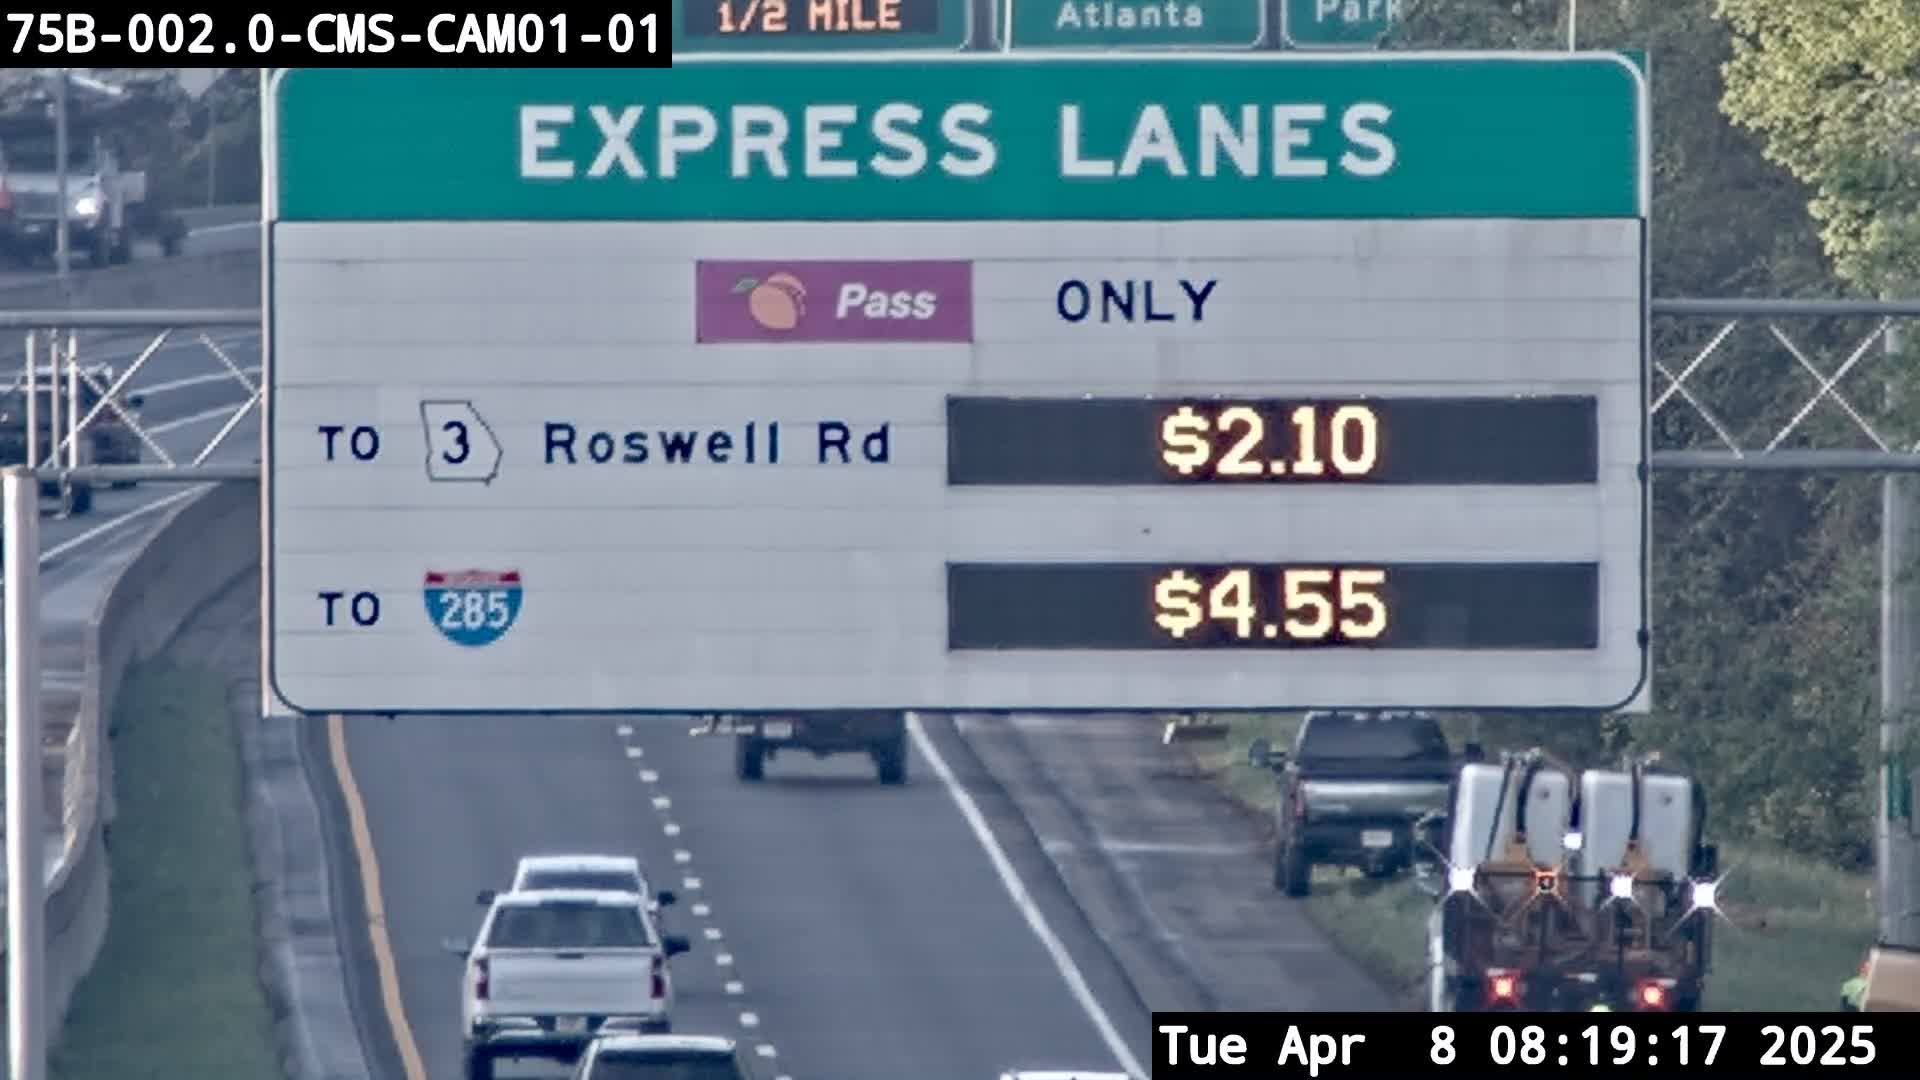 75B-002.0-CMS-CAM01-01
1/2 MILE
Atlanta
Park
EXPRESS LANES
Pass ONLY
TO 3 Roswell Rd $2.10
TO 285 $4.55
Tue Apr 8 08:19:17 2025